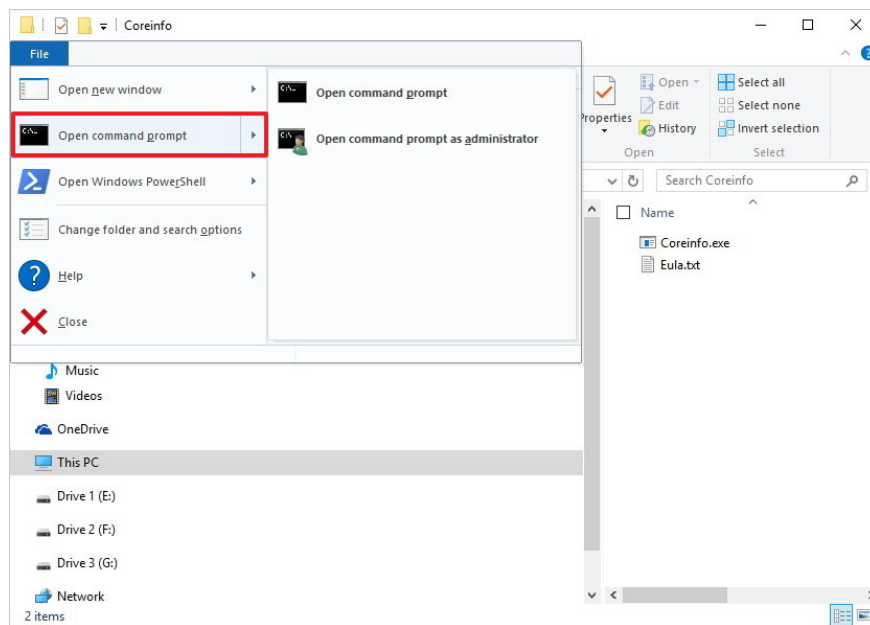 Coreinfo
File
Open new window
Open command prompt
Open Windows PowerShell
Change folder and search options
Help
Close
Open command prompt
Open command prompt as administrator
Properties
Open
Edit
History
Open
Select all
Select none
Invert selection
Select
Search Coreinfo
Name
Coreinfo.exe
Eula.txt
Music
Videos
OneDrive
This PC
Drive 1 (E:)
Drive 2 (F:)
Drive 3 (G:)
Network
2 items